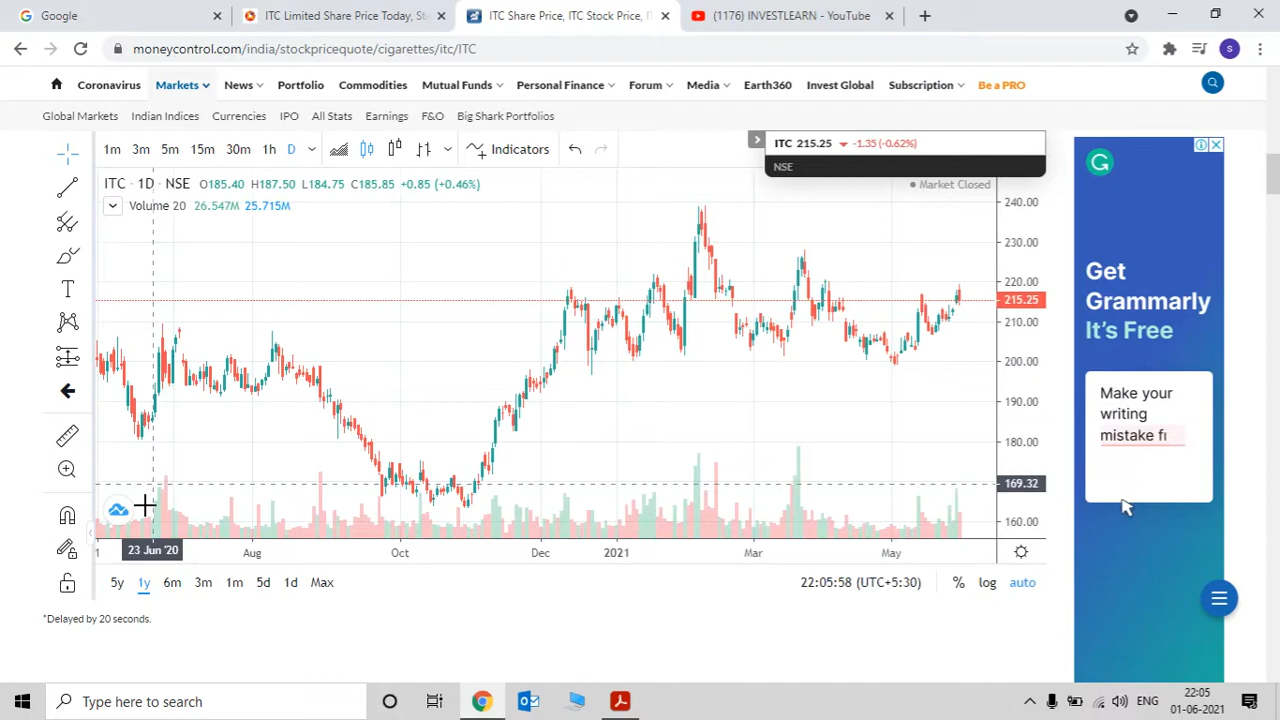 Google
ITC Limited Share Price Today, S
ITC Share Price, ITC Stock Price, I
(1176) INVESTLEARN - YouTube
moneycontrol.com/india/stockpricequote/cigarettes/itc/ITC
S
Coronavirus Markets News Portfolio Commodities Mutual Funds Personal Finance Forum Media Earth360 Invest Global Subscription Be a PRO
Global Markets Indian Indices Currencies IPO All Stats Earnings F&O Big Shark Portfolios
1m 3m 5m 15m 30m 1h D Indicators
ITC 215.25 -1.35 (-0.62%)
NSE
ITC · 1D · NSE O185.40 H187.50 L184.75 C185.85 +0.85 (+0.46%)
Market Closed
Volume 20 26.547M 25.715M
240.00
230.00
220.00
215.25
210.00
200.00
190.00
180.00
169.32
160.00
1 23 Jun '20 Aug Oct Dec 2021 Mar May
5y 1y 6m 3m 1m 5d 1d Max
22:05:58 (UTC+5:30) % log auto
*Delayed by 20 seconds.
Get
Grammarly
It's Free
Make your
writing
mistake fr
Type here to search
ENG
22:05
01-06-2021